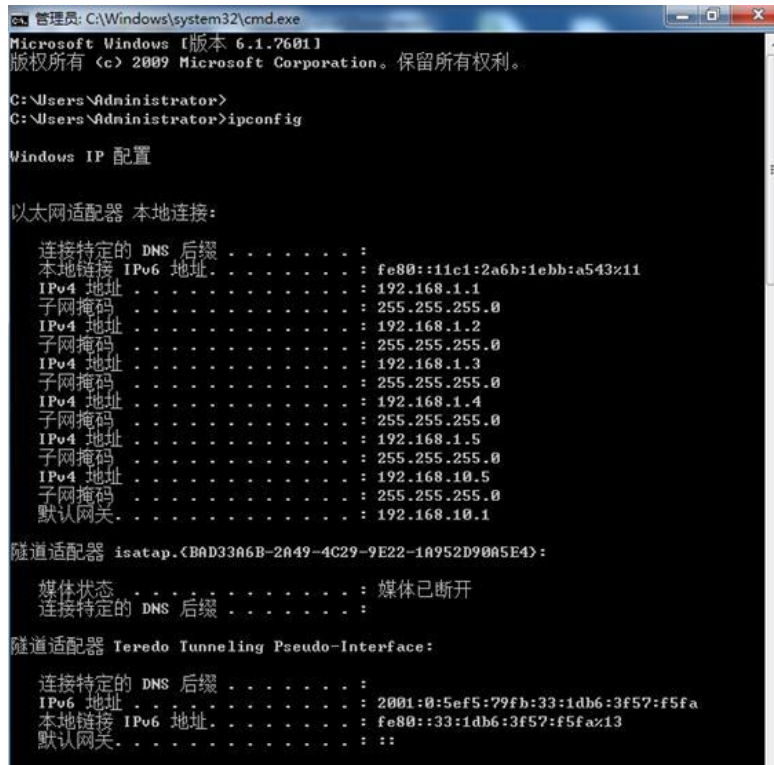 管理员: C:\Windows\system32\cmd.exe
Microsoft Windows [版本 6.1.7601]
版权所有 (c) 2009 Microsoft Corporation。保留所有权利。
C:\Users\Administrator>
C:\Users\Administrator>ipconfig
Windows IP 配置
以太网适配器 本地连接:
连接特定的 DNS 后缀 . . . . . . . :
本地链接 IPv6 地址. . . . . . . . : fe80::11c1:2a6b:1ebb:a543%11
IPv4 地址 . . . . . . . . . . . . : 192.168.1.1
子网掩码 . . . . . . . . . . . . : 255.255.255.0
IPv4 地址 . . . . . . . . . . . . : 192.168.1.2
子网掩码 . . . . . . . . . . . . : 255.255.255.0
IPv4 地址 . . . . . . . . . . . . : 192.168.1.3
子网掩码 . . . . . . . . . . . . : 255.255.255.0
IPv4 地址 . . . . . . . . . . . . : 192.168.1.4
子网掩码 . . . . . . . . . . . . : 255.255.255.0
IPv4 地址 . . . . . . . . . . . . : 192.168.1.5
子网掩码 . . . . . . . . . . . . : 255.255.255.0
IPv4 地址 . . . . . . . . . . . . : 192.168.10.5
子网掩码 . . . . . . . . . . . . : 255.255.255.0
默认网关. . . . . . . . . . . . . : 192.168.10.1
隧道适配器 isatap.{BAD33A6B-2A49-4C29-9E22-1A952D90A5E4}:
媒体状态 . . . . . . . . . . . . : 媒体已断开
连接特定的 DNS 后缀 . . . . . . . :
隧道适配器 Teredo Tunneling Pseudo-Interface:
连接特定的 DNS 后缀 . . . . . . . :
IPv6 地址 . . . . . . . . . . . . : 2001:0:5ef5:79fb:33:1db6:3f57:f5fa
本地链接 IPv6 地址. . . . . . . . : fe80::33:1db6:3f57:f5fa%13
默认网关. . . . . . . . . . . . . : ::